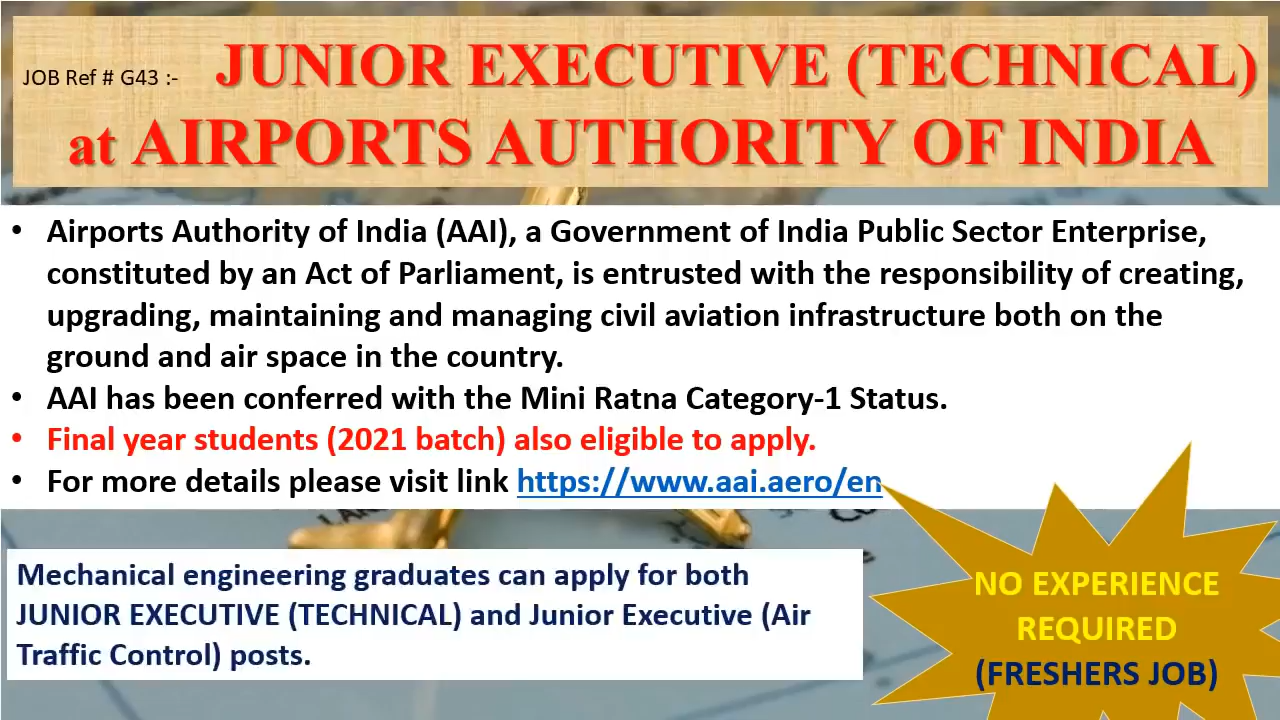 JOB Ref # G43 :- JUNIOR EXECUTIVE (TECHNICAL)
at AIRPORTS AUTHORITY OF INDIA
• Airports Authority of India (AAI), a Government of India Public Sector Enterprise,
constituted by an Act of Parliament, is entrusted with the responsibility of creating,
upgrading, maintaining and managing civil aviation infrastructure both on the
ground and air space in the country.
• AAI has been conferred with the Mini Ratna Category-1 Status.
• Final year students (2021 batch) also eligible to apply.
• For more details please visit link https://www.aai.aero/en
Mechanical engineering graduates can apply for both
JUNIOR EXECUTIVE (TECHNICAL) and Junior Executive (Air
Traffic Control) posts.
NO EXPERIENCE
REQUIRED
(FRESHERS JOB)